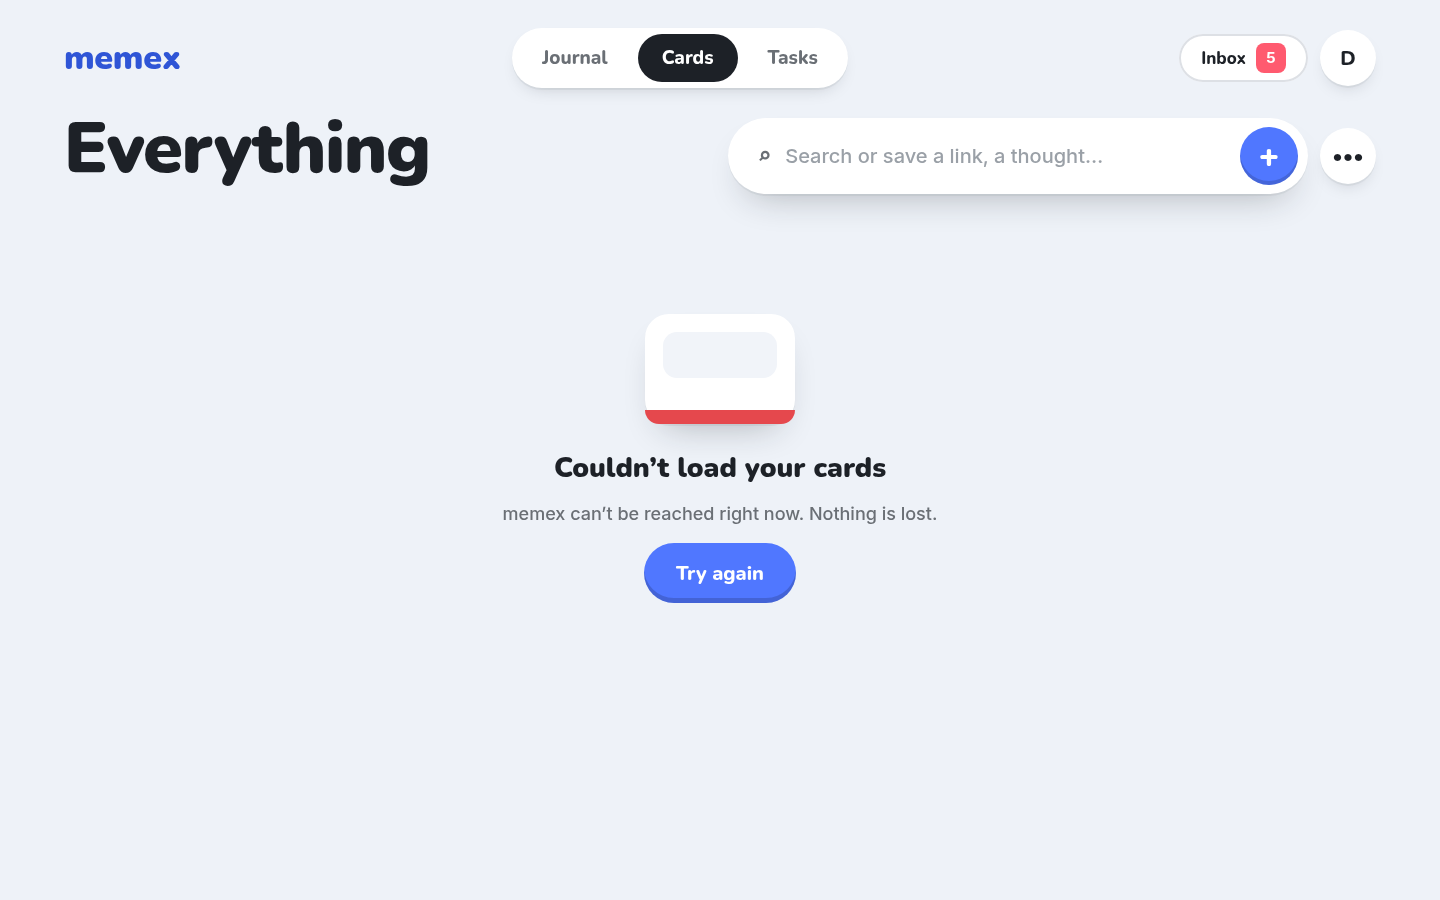 memex
Journal
Cards
Tasks
Inbox 5
D
Everything
Search or save a link, a thought...
Couldn’t load your cards
memex can’t be reached right now. Nothing is lost.
Try again